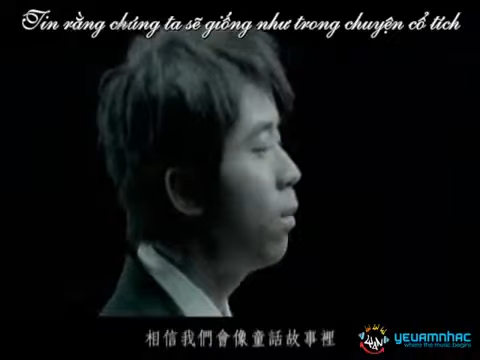 Tin rằng chúng ta sẽ giống như trong chuyện cổ tích
相信我們會像童話故事裡
YEUAMNHAC
where the music begins